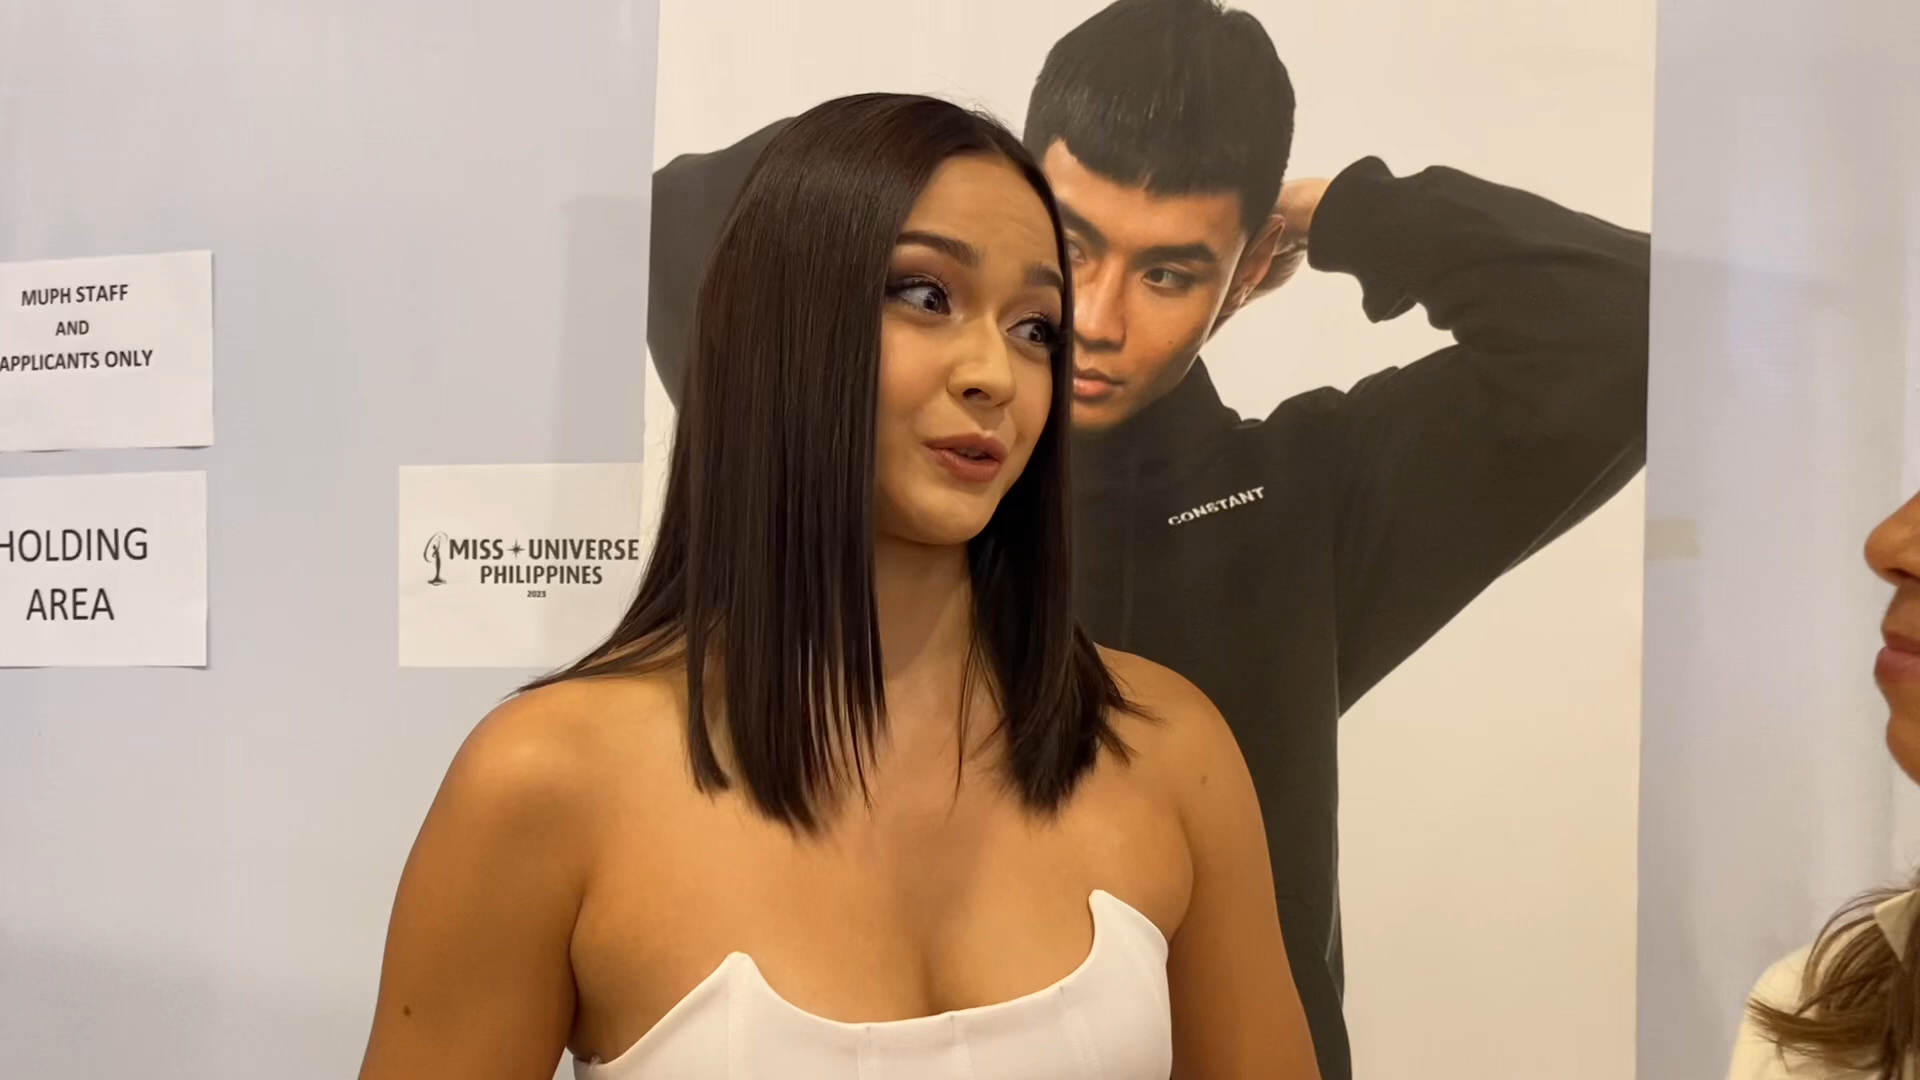 MUPH STAFF
AND
APPLICANTS ONLY
HOLDING
AREA
MISS UNIVERSE
PHILIPPINES
2023
CONSTANT